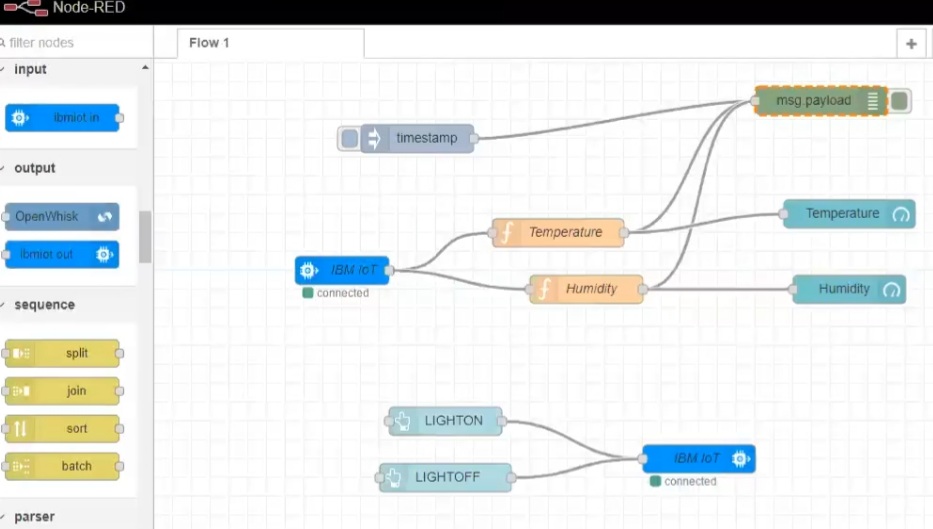 Node-RED
filter nodes
Flow 1
+
input
ibmiot in
output
OpenWhisk
ibmiot out
sequence
split
join
sort
batch
parser
msg.payload
timestamp
Temperature
Temperature
IBM IoT
connected
Humidity
Humidity
LIGHTON
IBM IoT
connected
LIGHTOFF